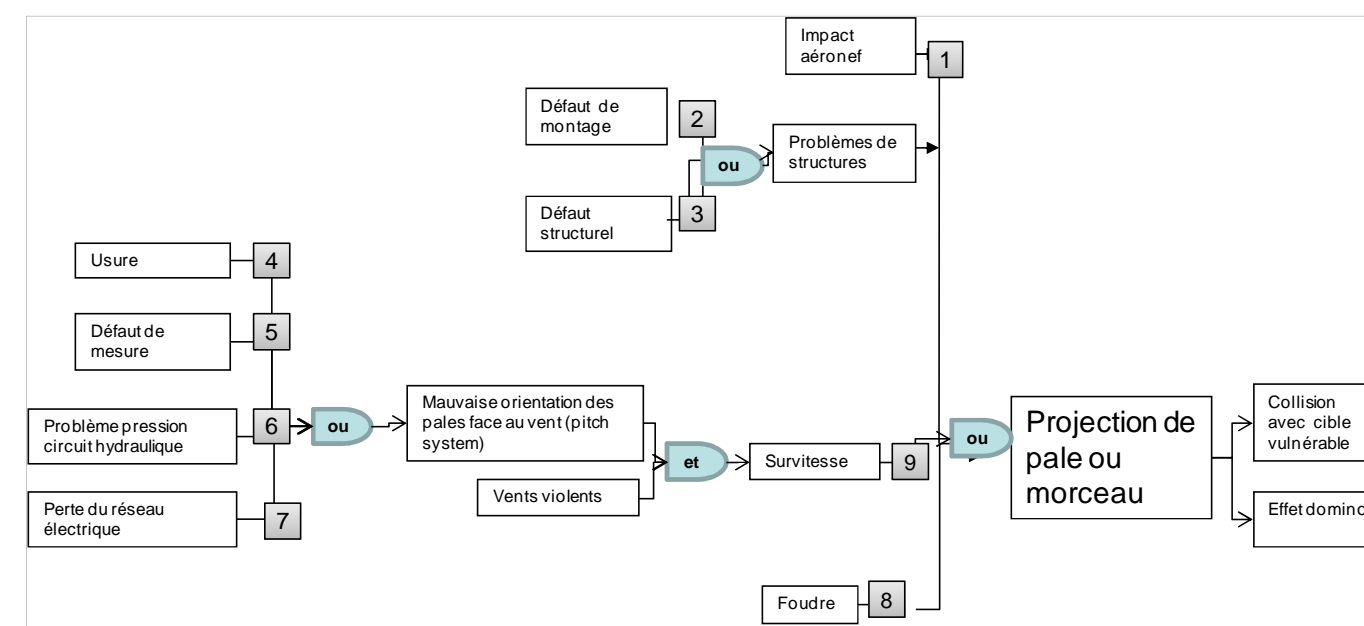 Impact
aéronef
1
Défaut de
montage
2
ou
Problèmes de
structures
Défaut
structurel
3
Usure
4
Défaut de
mesure
5
Problème pression
circuit hydraulique
6
ou
Mauvaise orientation des
pales face au vent (pitch
system)
Perte du réseau
électrique
7
Vents violents
et
Survitesse
9
ou
Projection de
pale ou
morceau
Collision
avec cible
vulnérable
Effet domino
Foudre
8